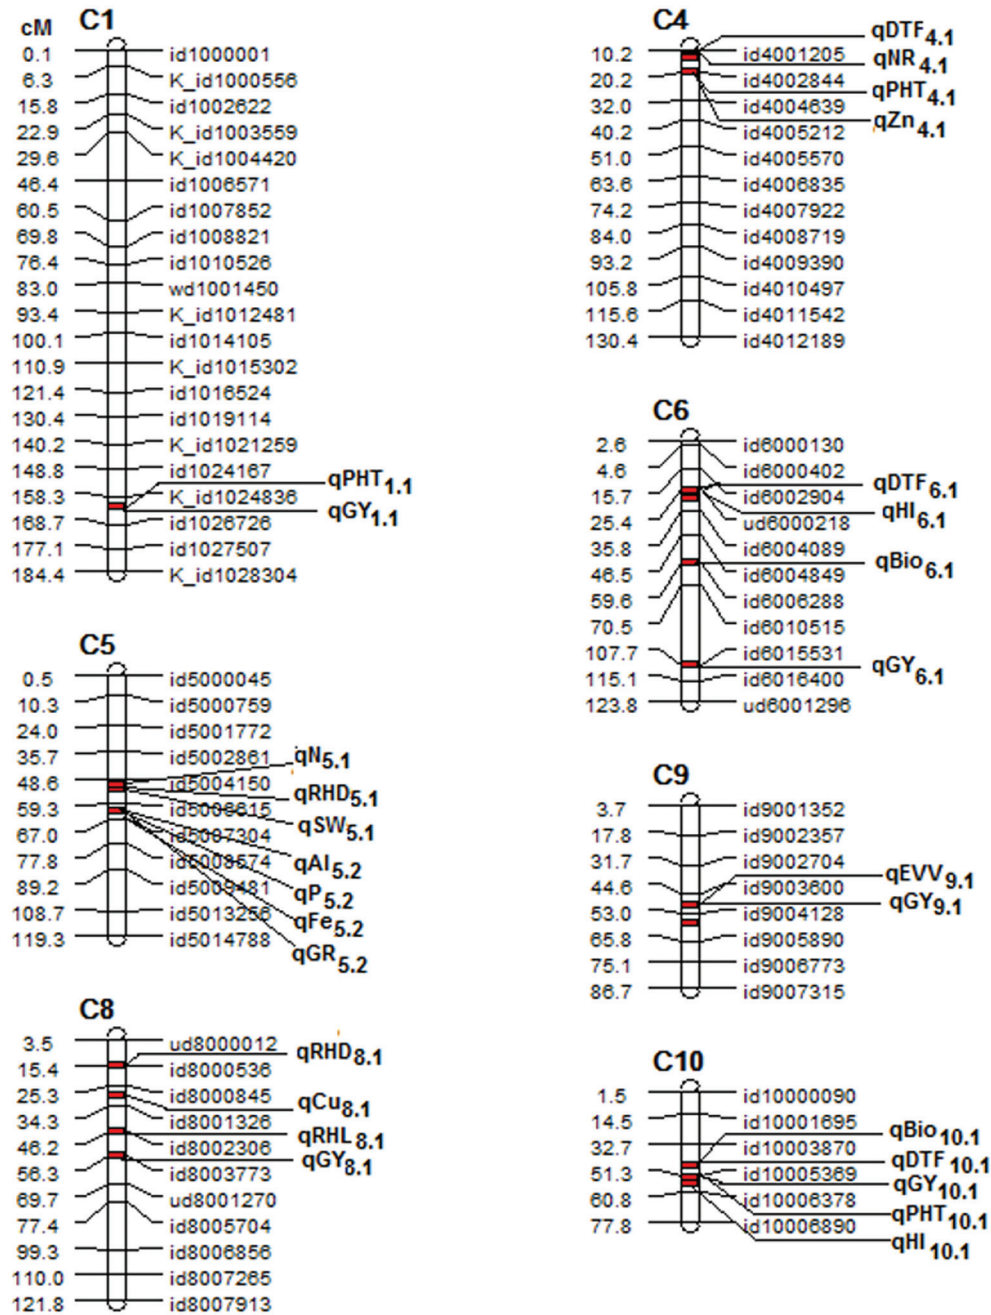 cM C1
0.1 id1000001
6.3 K_id1000556
15.8 id1002622
22.9 K_id1003559
29.6 K_id1004420
46.4 id1006571
60.5 id1007852
69.8 id1008821
76.4 id1010526
83.0 wd1001450
93.4 K_id1012481
100.1 id1014105
110.9 K_id1015302
121.4 id1016524
130.4 id1019114
140.2 K_id1021259
148.8 id1024167
qPHT1.1
158.3 K_id1024836
qGY1.1
168.7 id1026726
177.1 id1027507
184.4 K_id1028304
C4
qDTF4.1
10.2 id4001205
qNR4.1
20.2 id4002844
qPHT4.1
32.0 id4004639
qZn4.1
40.2 id4005212
51.0 id4005570
63.6 id4006835
74.2 id4007922
84.0 id4008719
93.2 id4009390
105.8 id4010497
115.6 id4011542
130.4 id4012189
C5
0.5 id5000045
10.3 id5000759
24.0 id5001772
35.7 id5002861
qN5.1
48.6 id5004150
qRHD5.1
59.3 id5006615
qSW5.1
67.0 id5007304
77.8 id5008574
qAl5.2
89.2 id5009481
qP5.2
108.7 id5013256
qFe5.2
119.3 id5014788
qGR5.2
C6
2.6 id6000130
4.6 id6000402
qDTF6.1
15.7 id6002904
qHI6.1
25.4 ud6000218
35.8 id6004089
qBio6.1
46.5 id6004849
59.6 id6006288
70.5 id6010515
107.7 id6015531
qGY6.1
115.1 id6016400
123.8 ud6001296
C8
3.5 ud8000012
qRHD8.1
15.4 id8000536
25.3 id8000845
qCu8.1
34.3 id8001326
qRHL8.1
46.2 id8002306
qGY8.1
56.3 id8003773
69.7 ud8001270
77.4 id8005704
99.3 id8006856
110.0 id8007265
121.8 id8007913
C9
3.7 id9001352
17.8 id9002357
31.7 id9002704
qEVV9.1
44.6 id9003600
qGY9.1
53.0 id9004128
65.8 id9005890
75.1 id9006773
86.7 id9007315
C10
1.5 id10000090
14.5 id10001695
qBio10.1
32.7 id10003870
qDTF10.1
51.3 id10005369
qGY10.1
60.8 id10006378
qPHT10.1
77.8 id10006890
qHI10.1